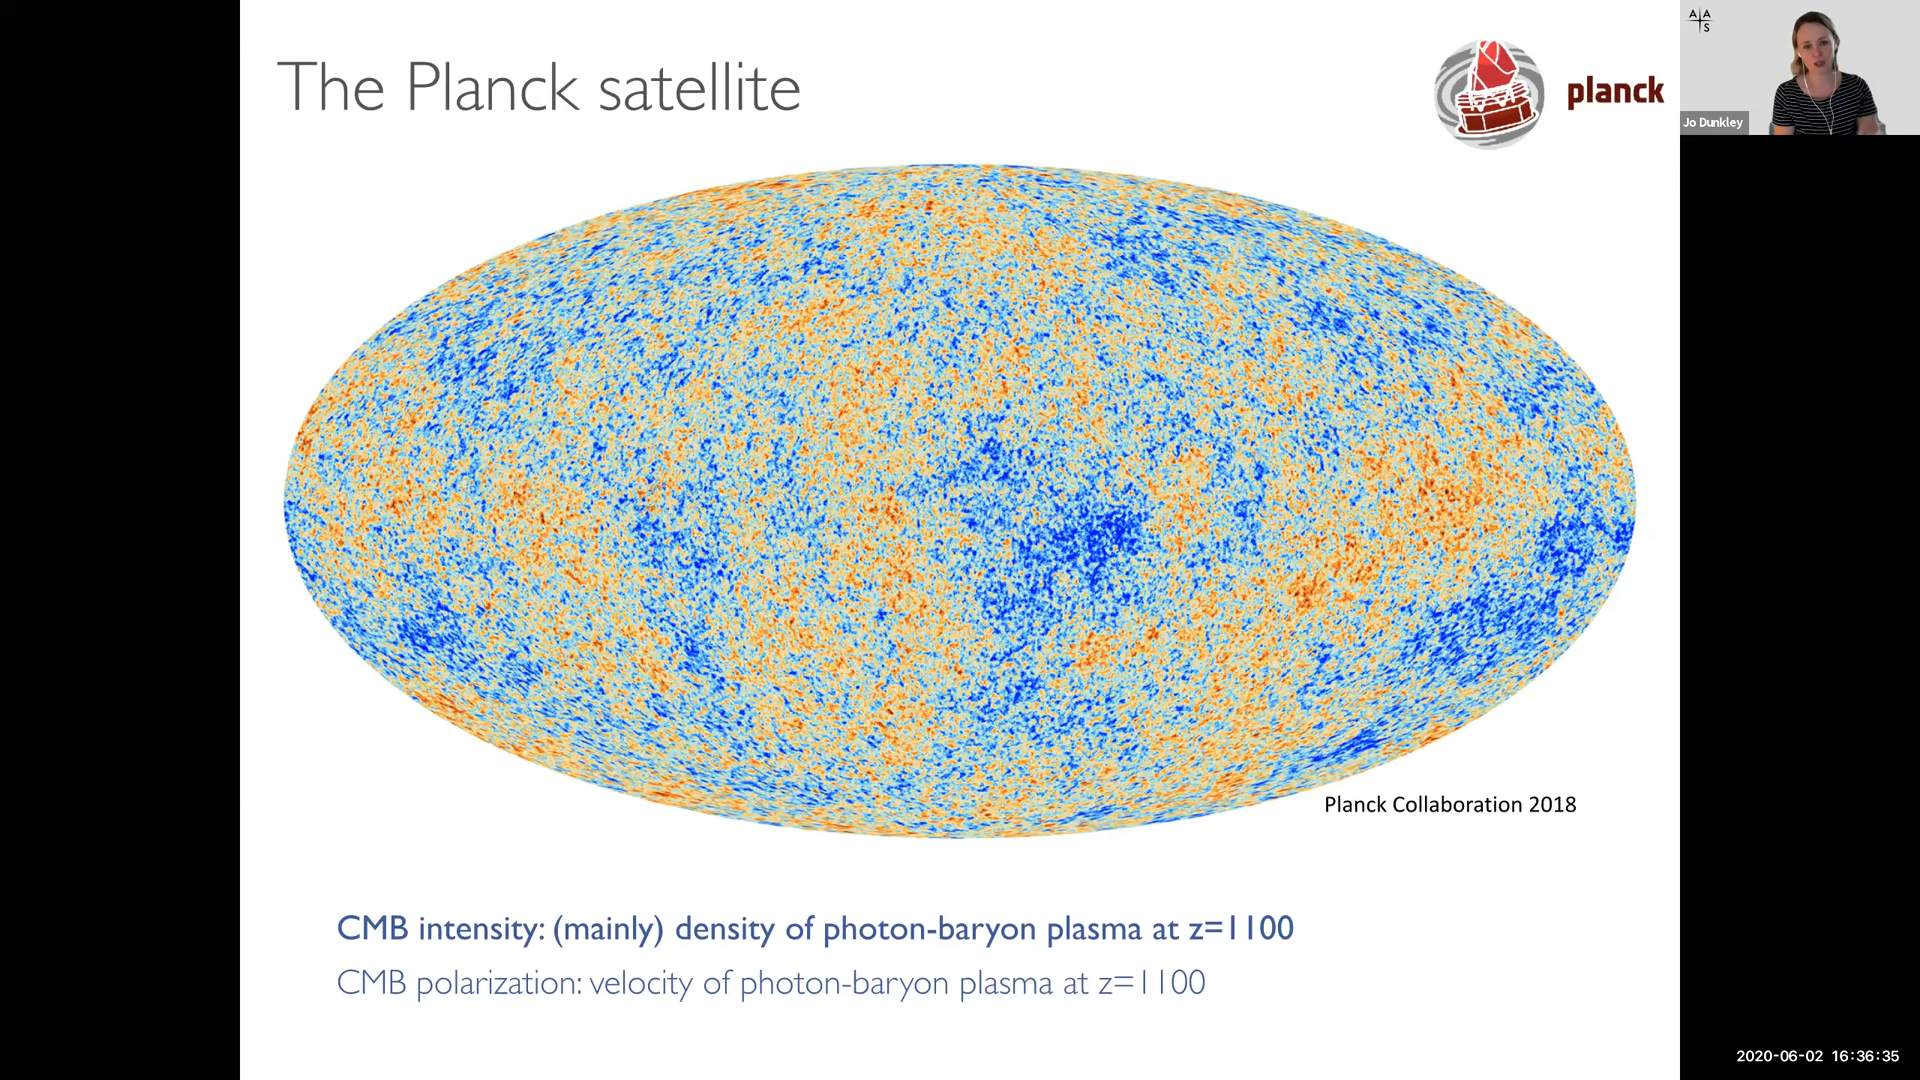 The Planck satellite
planck
A A
S
Jo Dunkley
Planck Collaboration 2018
CMB intensity: (mainly) density of photon-baryon plasma at z=1100
CMB polarization: velocity of photon-baryon plasma at z=1100
2020-06-02 16:36:35